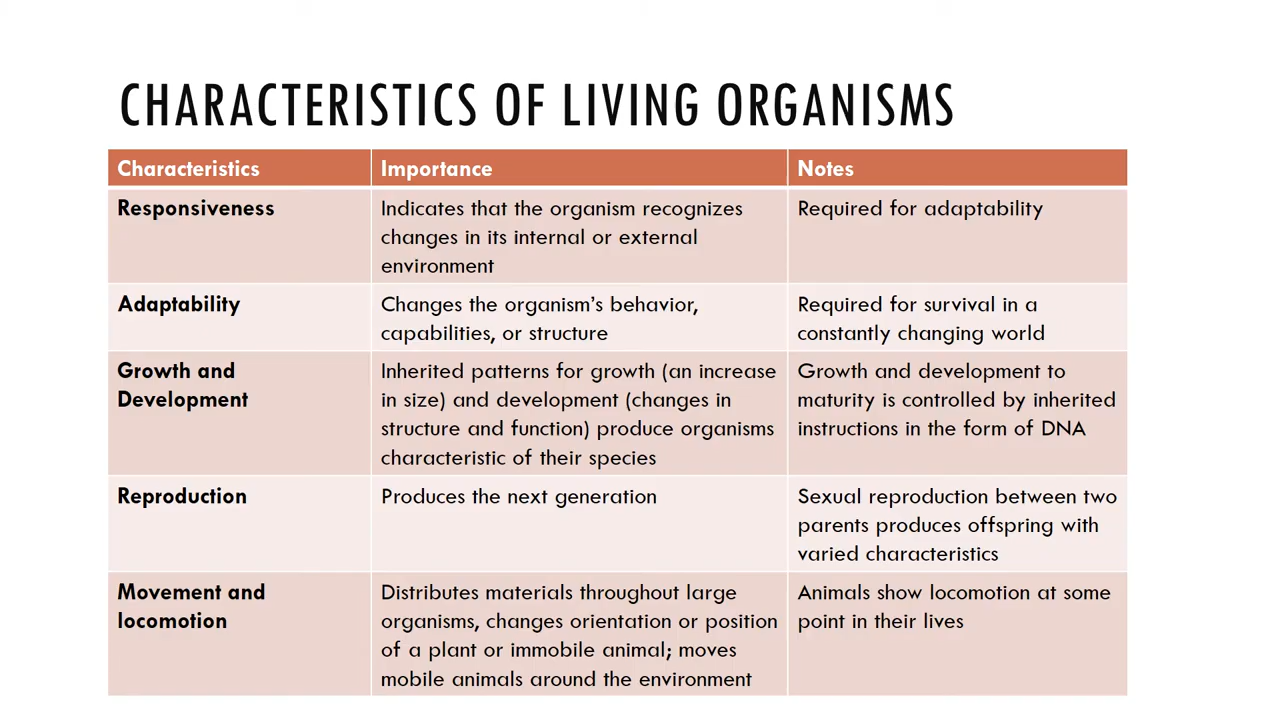 CHARACTERISTICS OF LIVING ORGANISMS
Characteristics
Importance
Notes
Responsiveness
Indicates that the organism recognizes
changes in its internal or external
environment
Required for adaptability
Adaptability
Changes the organism's behavior,
capabilities, or structure
Required for survival in a
constantly changing world
Growth and
Development
Inherited patterns for growth (an increase
in size) and development (changes in
structure and function) produce organisms
characteristic of their species
Growth and development to
maturity is controlled by inherited
instructions in the form of DNA
Reproduction
Produces the next generation
Sexual reproduction between two
parents produces offspring with
varied characteristics
Movement and
locomotion
Distributes materials throughout large
organisms, changes orientation or position
of a plant or immobile animal; moves
mobile animals around the environment
Animals show locomotion at some
point in their lives